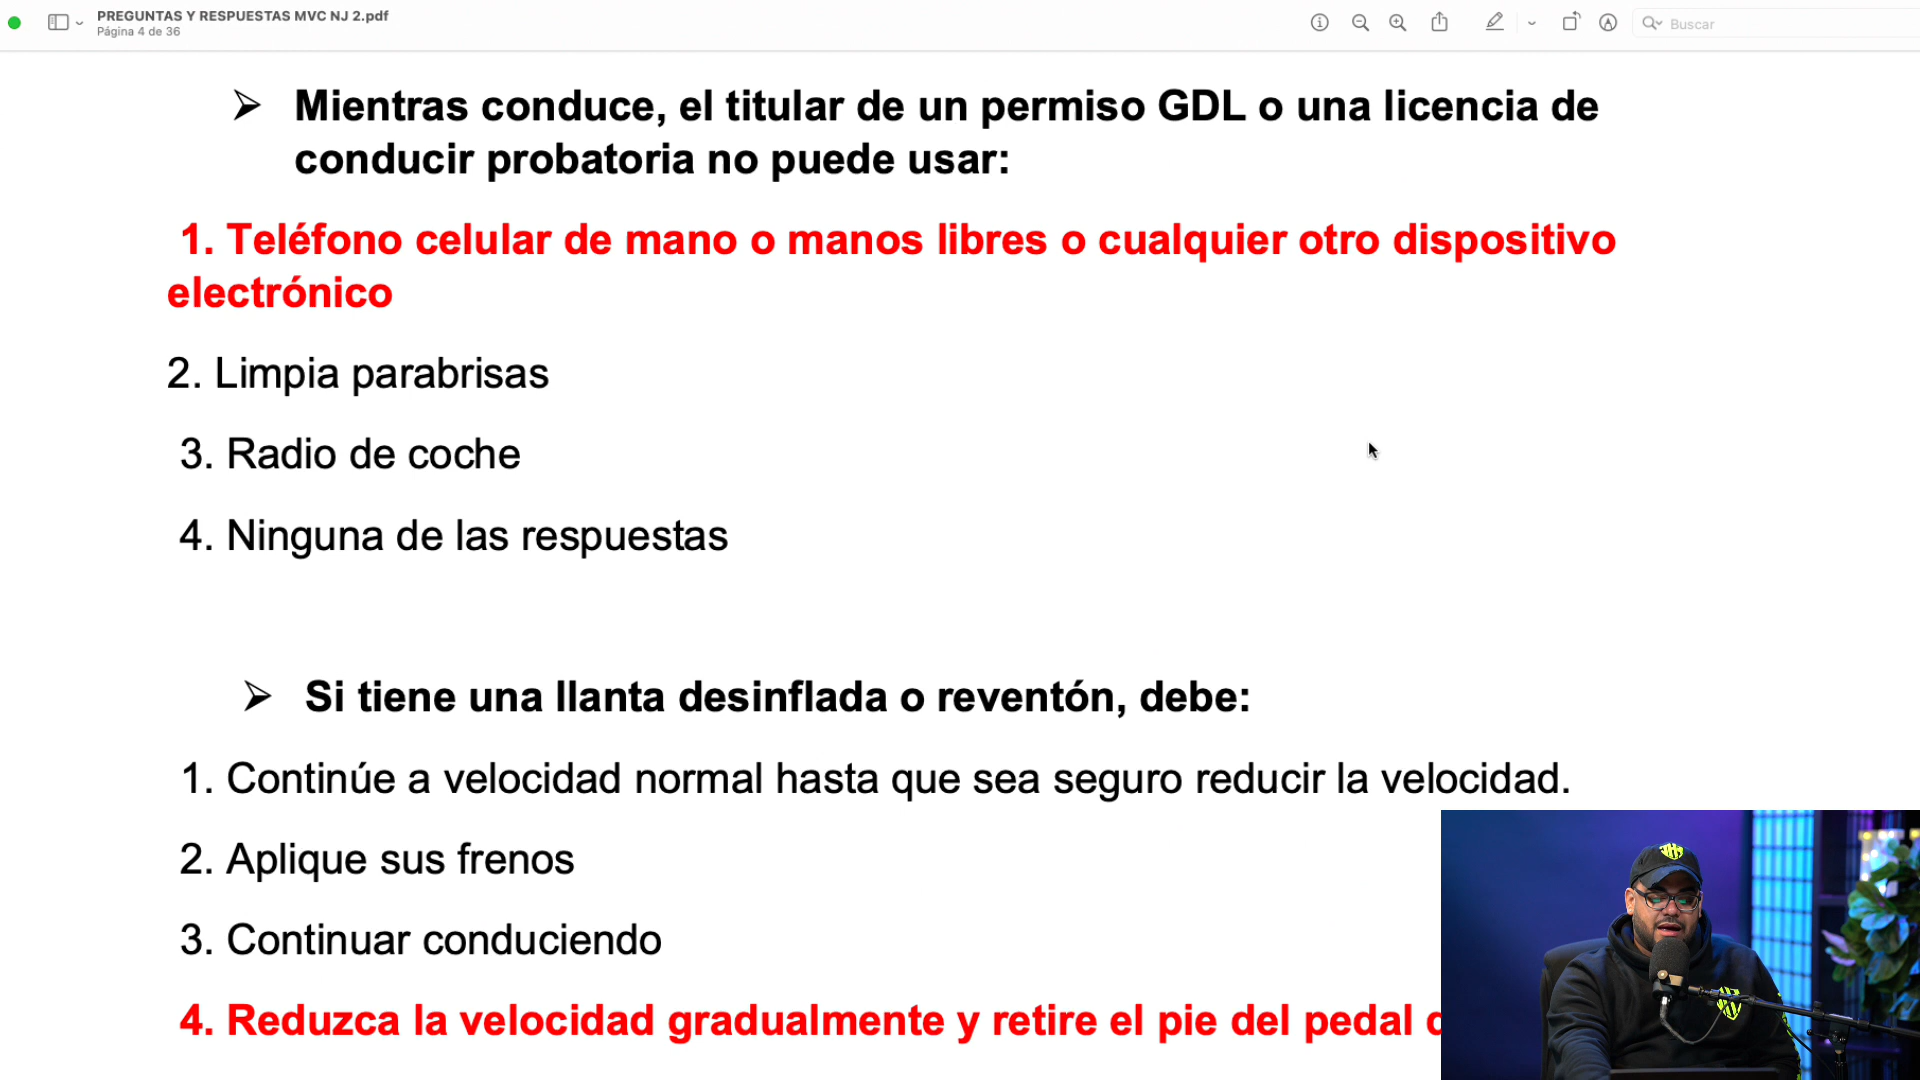 PREGUNTAS Y RESPUESTAS MVC NJ 2.pdf
Página 4 de 36
Buscar
➢ Mientras conduce, el titular de un permiso GDL o una licencia de
conducir probatoria no puede usar:
1. Teléfono celular de mano o manos libres o cualquier otro dispositivo
electrónico
2. Limpia parabrisas
3. Radio de coche
4. Ninguna de las respuestas
➢ Si tiene una llanta desinflada o reventón, debe:
1. Continúe a velocidad normal hasta que sea seguro reducir la velocidad.
2. Aplique sus frenos
3. Continuar conduciendo
4. Reduzca la velocidad gradualmente y retire el pie del pedal